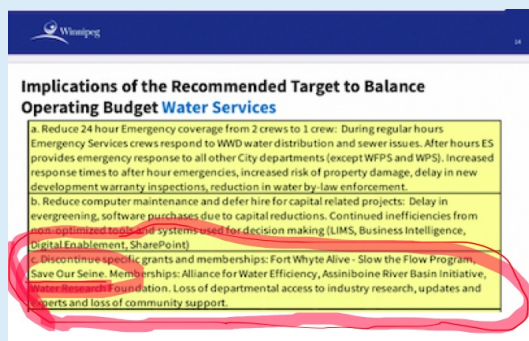 Winnipeg
14
Implications of the Recommended Target to Balance
Operating Budget Water Services
a. Reduce 24 hour Emergency coverage from 2 crews to 1 crew: During regular hours
Emergency Services crews respond to WWD water distribution and sewer issues. After hours ES
provides emergency response to all other City departments (except WFPS and WPS). Increased
response times to after hour emergencies, increased risk of property damage, delay in new
development warranty inspections, reduction in water by-law enforcement.
b. Reduce computer maintenance and defer hire for capital related projects: Delay in
evergreening, software purchases due to capital reductions. Continued inefficiencies from
non-optimized tools and systems used for decision making (LIMS, Business Intelligence,
Digital Enablement, SharePoint)
c. Discontinue specific grants and memberships: Fort Whyte Alive - Slow the Flow Program,
Save Our Seine. Memberships: Alliance for Water Efficiency, Assiniboine River Basin Initiative,
Water Research Foundation. Loss of departmental access to industry research, updates and
experts and loss of community support.